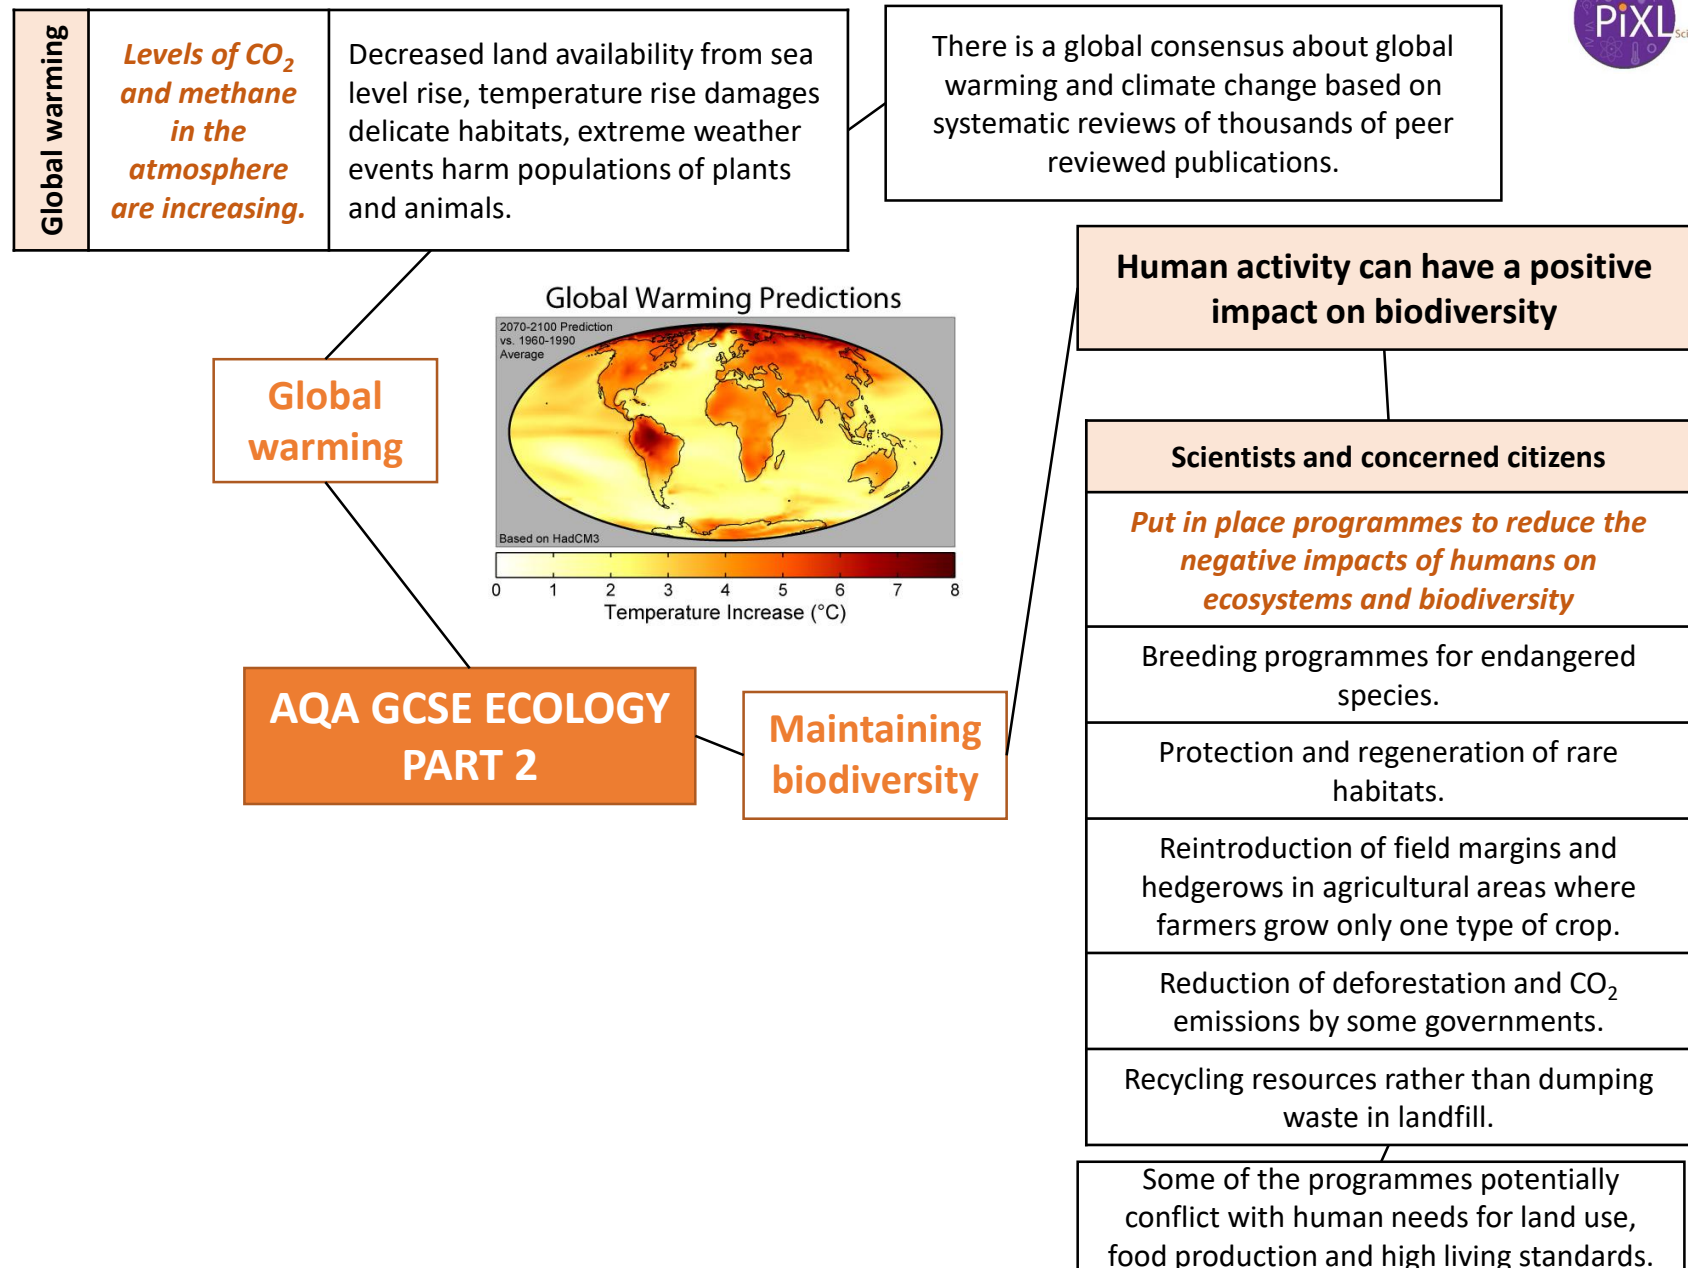 Global warming
Levels of CO2
and methane
in the
atmosphere
are increasing.
Decreased land availability from sea
level rise, temperature rise damages
delicate habitats, extreme weather
events harm populations of plants
and animals.
There is a global consensus about global
warming and climate change based on
systematic reviews of thousands of peer
reviewed publications.
PiXL
Sci
Human activity can have a positive
impact on biodiversity
Global Warming Predictions
2070-2100 Prediction
vs. 1960-1990
Average
Based on HadCM3
0 1 2 3 4 5 6 7 8
Temperature Increase (°C)
Global
warming
AQA GCSE ECOLOGY
PART 2
Maintaining
biodiversity
Scientists and concerned citizens
Put in place programmes to reduce the
negative impacts of humans on
ecosystems and biodiversity
Breeding programmes for endangered
species.
Protection and regeneration of rare
habitats.
Reintroduction of field margins and
hedgerows in agricultural areas where
farmers grow only one type of crop.
Reduction of deforestation and CO2
emissions by some governments.
Recycling resources rather than dumping
waste in landfill.
Some of the programmes potentially
conflict with human needs for land use,
food production and high living standards.